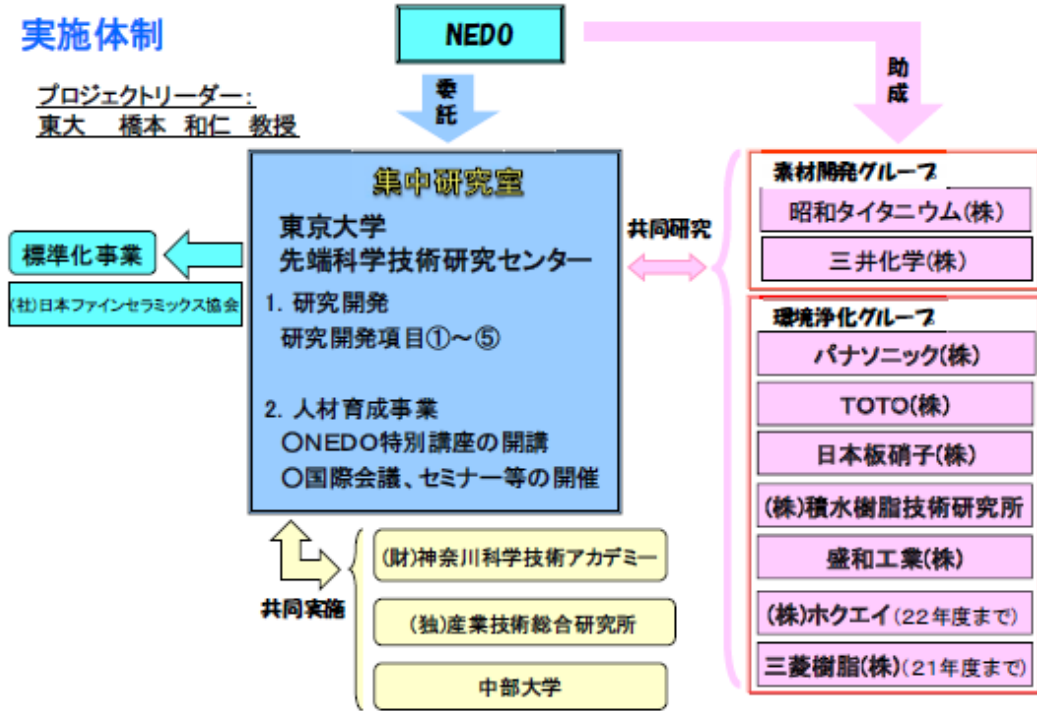 実施体制
NEDO
プロジェクトリーダー:
東大 橋本 和仁 教授
委託
助成
集中研究室
東京大学
先端科学技術研究センター
1. 研究開発
研究開発項目①～⑤
2. 人材育成事業
○NEDO特別講座の開講
○国際会議、セミナー等の開催
標準化事業
(社)日本ファインセラミックス協会
共同研究
素材開発グループ
昭和タイタニウム(株)
三井化学(株)
環境浄化グループ
パナソニック(株)
TOTO(株)
日本板硝子(株)
(株)積水樹脂技術研究所
盛和工業(株)
(株)ホクエイ(22年度まで)
三菱樹脂(株)(21年度まで)
共同実施
(財)神奈川科学技術アカデミー
(独)産業技術総合研究所
中部大学